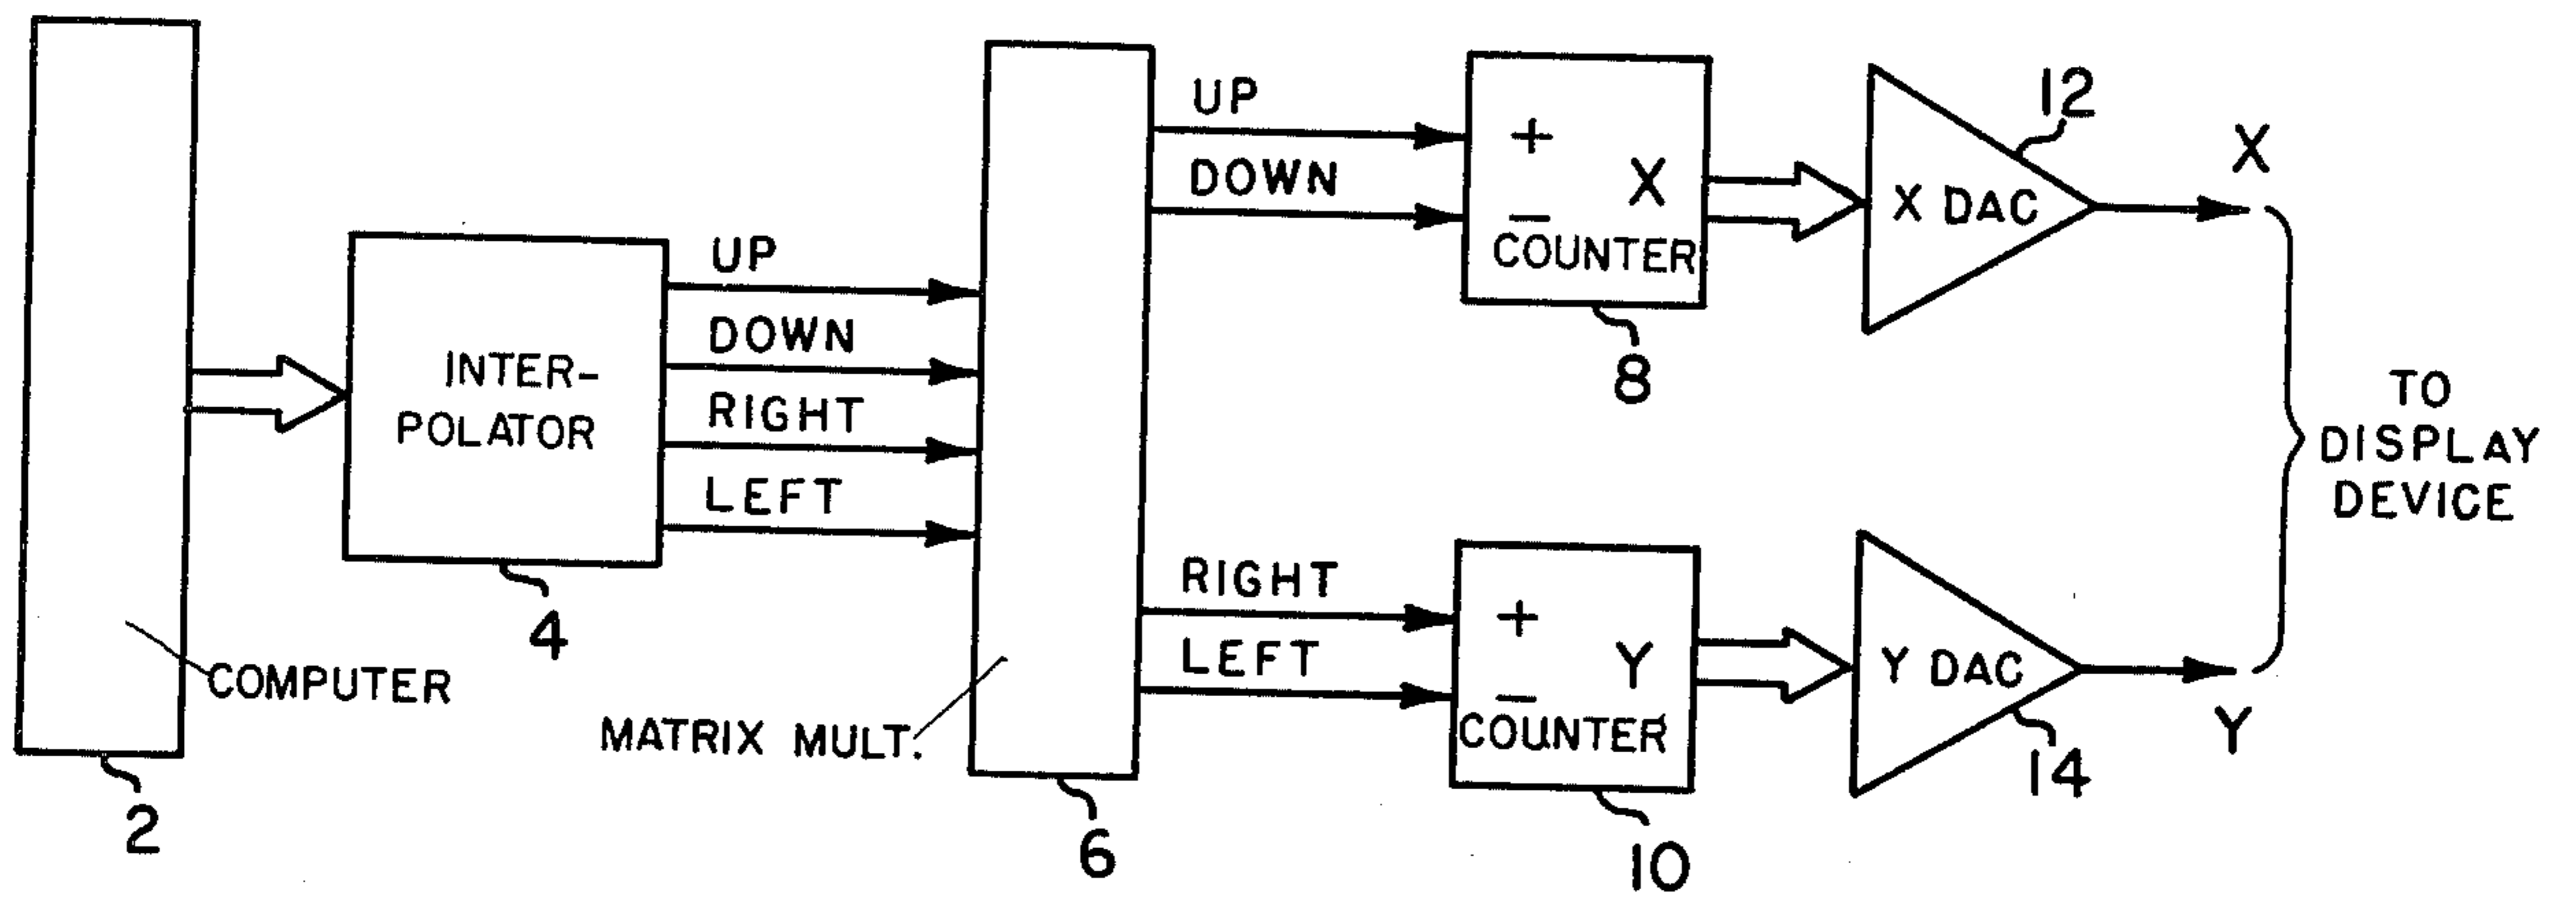 COMPUTER
2
INTER-
POLATOR
4
UP
DOWN
RIGHT
LEFT
MATRIX MULT.
6
UP
DOWN
+
−
X
COUNTER
8
RIGHT
LEFT
+
−
Y
COUNTER
10
X DAC
12
X
Y DAC
14
Y
TO
DISPLAY
DEVICE